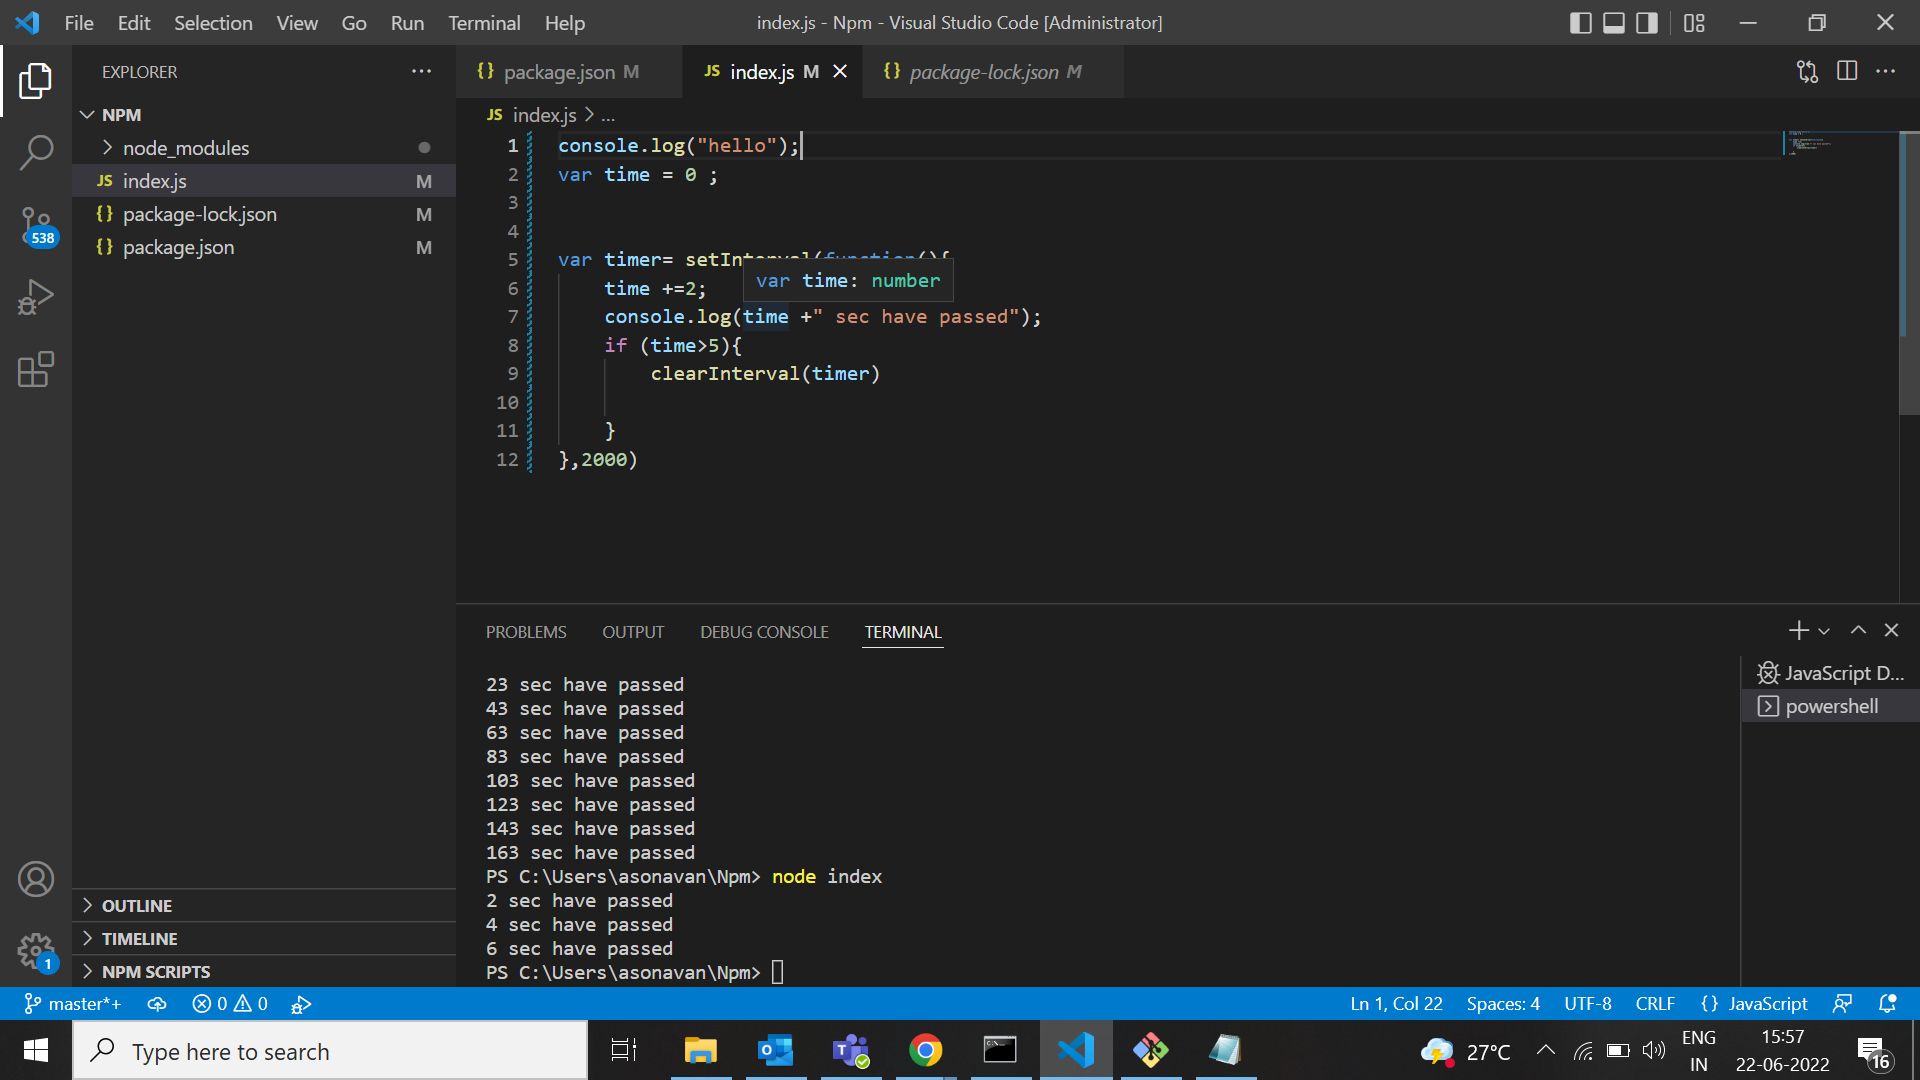 File Edit Selection View Go Run Terminal Help
index.js - Npm - Visual Studio Code [Administrator]
EXPLORER
{} package.json M
JS index.js M
{} package-lock.json M
NPM
node_modules
JS index.js M
{} package-lock.json M
{} package.json M
538
JS index.js > ...
1 console.log("hello");
2 var time = 0 ;
3
4
5 var timer= setInterval(function(){
var time: number
6 time +=2;
7 console.log(time +" sec have passed");
8 if (time>5){
9 clearInterval(timer)
10
11 }
12 },2000)
PROBLEMS OUTPUT DEBUG CONSOLE TERMINAL
JavaScript D...
powershell
23 sec have passed
43 sec have passed
63 sec have passed
83 sec have passed
103 sec have passed
123 sec have passed
143 sec have passed
163 sec have passed
PS C:\Users\asonavan\Npm> node index
2 sec have passed
4 sec have passed
6 sec have passed
PS C:\Users\asonavan\Npm>
OUTLINE
TIMELINE
NPM SCRIPTS
1
master*+ 0 0
Ln 1, Col 22 Spaces: 4 UTF-8 CRLF {} JavaScript
Type here to search
27°C
ENG
IN
15:57
22-06-2022
16